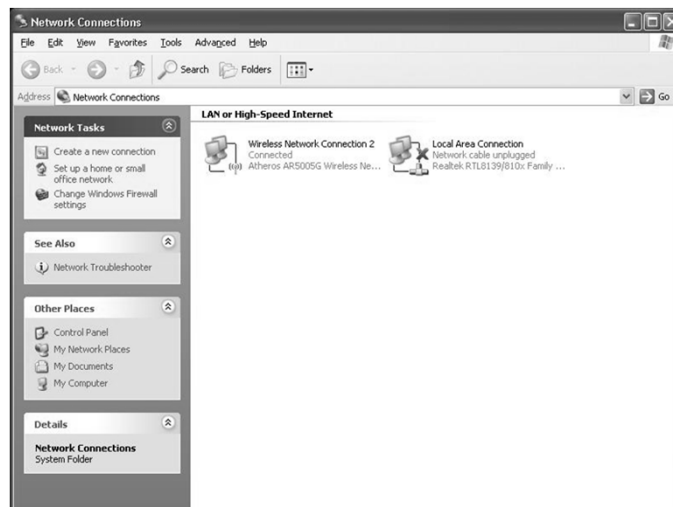 Network Connections
File Edit View Favorites Tools Advanced Help
Back Search Folders
Address Network Connections Go
Network Tasks
Create a new connection
Set up a home or small
office network
Change Windows Firewall
settings
See Also
Network Troubleshooter
Other Places
Control Panel
My Network Places
My Documents
My Computer
Details
Network Connections
System Folder
LAN or High-Speed Internet
Wireless Network Connection 2
Connected
Atheros AR5005G Wireless Ne...
Local Area Connection
Network cable unplugged
Realtek RTL8139/810x Family ...